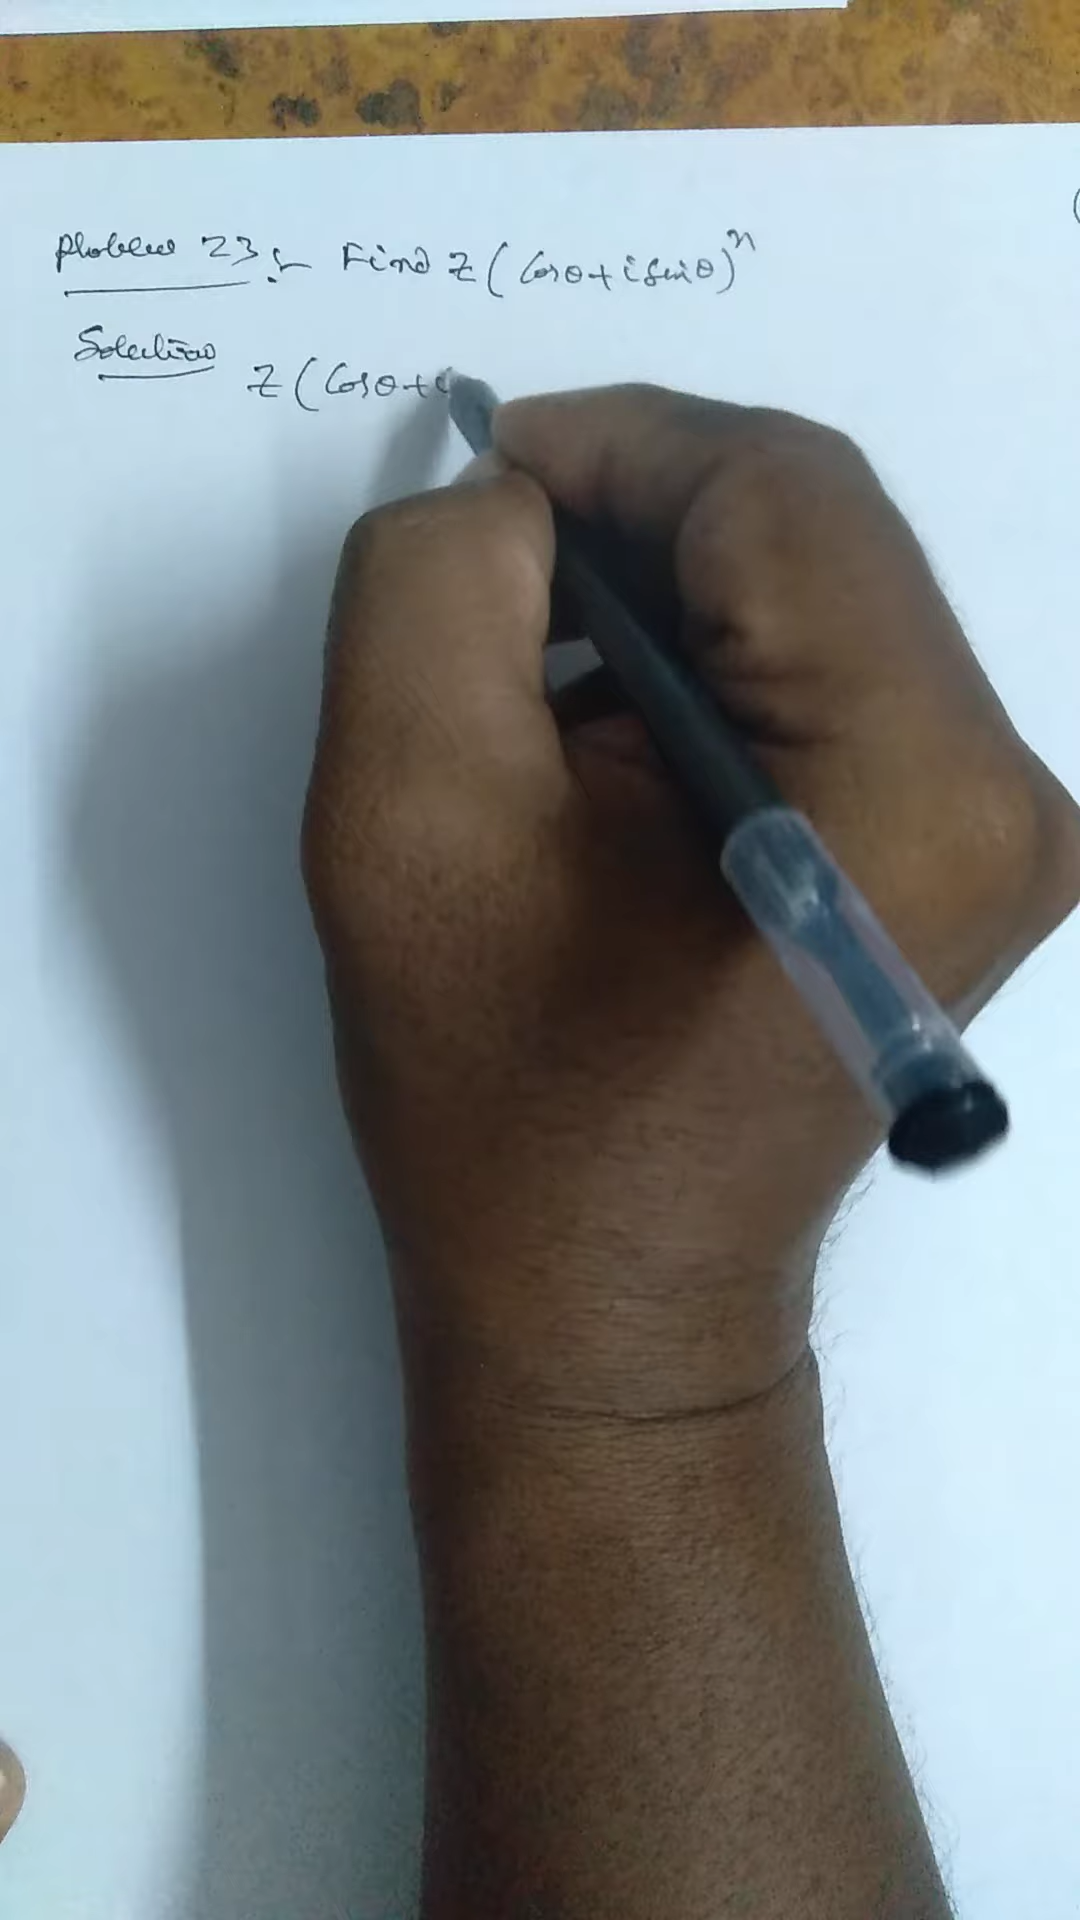 Problem 23:- Find Z(Cosθ+iSinθ)^n
Solution
Z(Cosθ+i